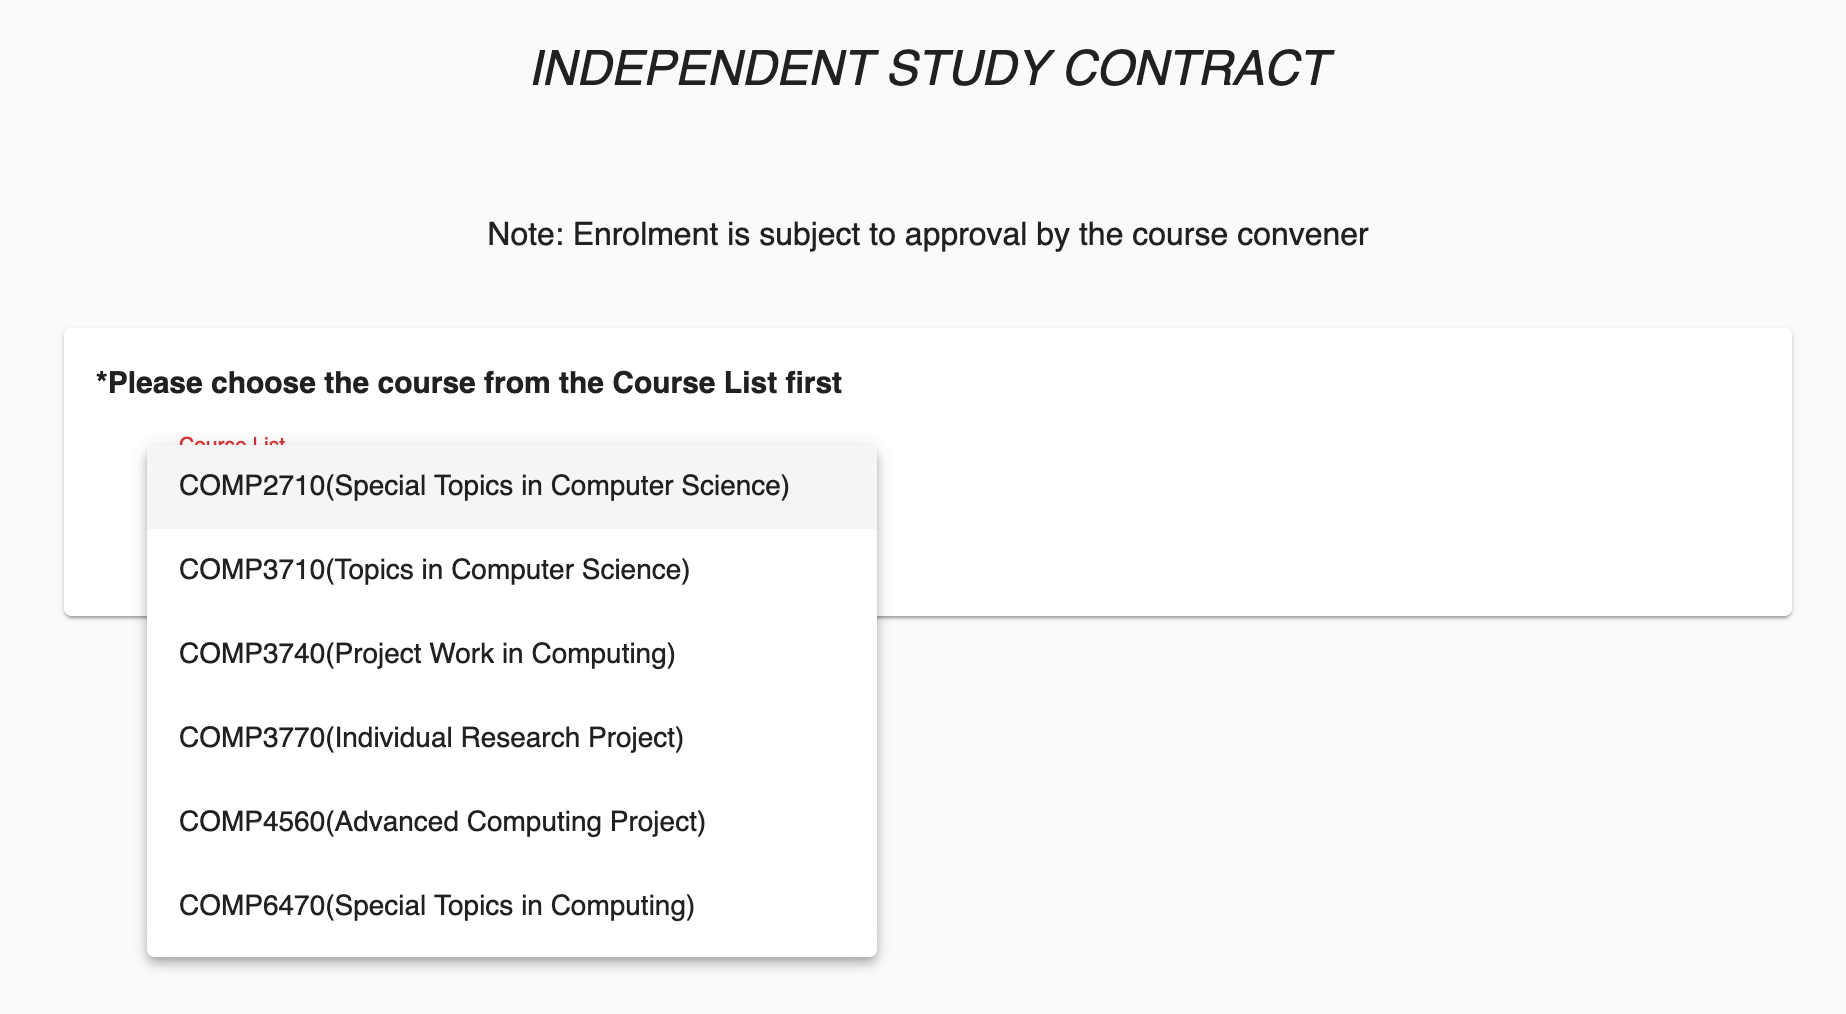 INDEPENDENT STUDY CONTRACT
Note: Enrolment is subject to approval by the course convener
*Please choose the course from the Course List first
Course List
COMP2710(Special Topics in Computer Science)
COMP3710(Topics in Computer Science)
COMP3740(Project Work in Computing)
COMP3770(Individual Research Project)
COMP4560(Advanced Computing Project)
COMP6470(Special Topics in Computing)